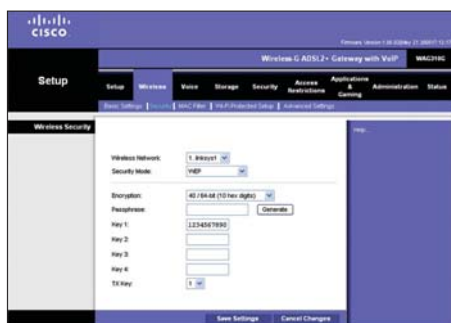 CISCO
Wireless-G ADSL2+ Gateway with VoIP
Setup
Setup Wireless Voice Storage Security Access Restrictions Applications & Gaming Administration Status
Basic Settings | Security | MAC Filter | Wi-Fi Protected Setup | Advanced Settings
Wireless Security
Help...
Wireless Network: 1. linksys1
Security Mode: WEP
Encryption: 40 / 64-bit (10 hex digits)
Passphrase: Generate
Key 1: 1234567890
Key 2:
Key 3:
Key 4:
TX Key: 1
Save Settings Cancel Changes